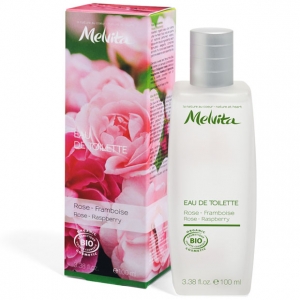 Melvita
EAU
DE TOILETTE
Rose - Framboise
Rose - Raspberry
BIO
Melvita
EAU DE TOILETTE
Rose - Framboise
Rose - Raspberry
BIO
3.38 fl.oz e 100 ml